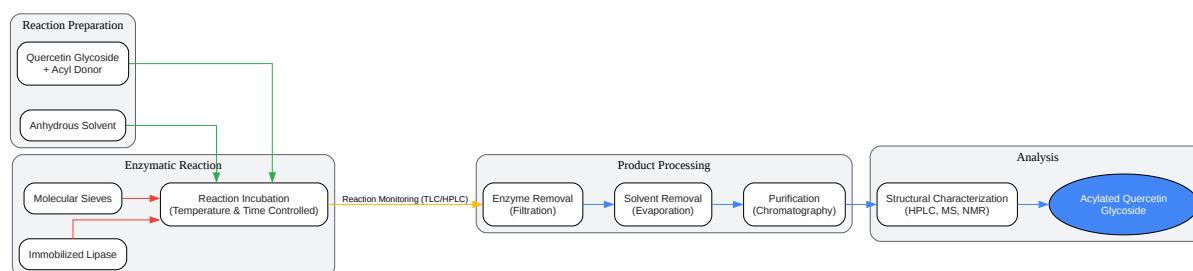 Reaction Preparation
Quercetin Glycoside
+ Acyl Donor
Anhydrous Solvent
Enzymatic Reaction
Molecular Sieves
Immobilized Lipase
Reaction Incubation
(Temperature & Time Controlled)
Reaction Monitoring (TLC/HPLC)
Product Processing
Enzyme Removal
(Filtration)
Solvent Removal
(Evaporation)
Purification
(Chromatography)
Analysis
Structural Characterization
(HPLC, MS, NMR)
Acylated Quercetin
Glycoside